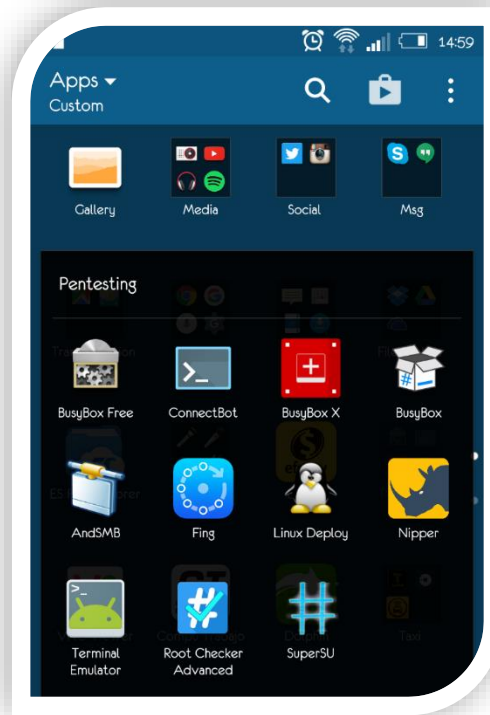 14:59
Apps
Custom
Gallery
Media
Social
Msg
Pentesting
BusyBox Free
ConnectBot
BusyBox X
BusyBox
AndSMB
Fing
Linux Deploy
Nipper
Terminal
Emulator
Root Checker
Advanced
SuperSU
Taxi